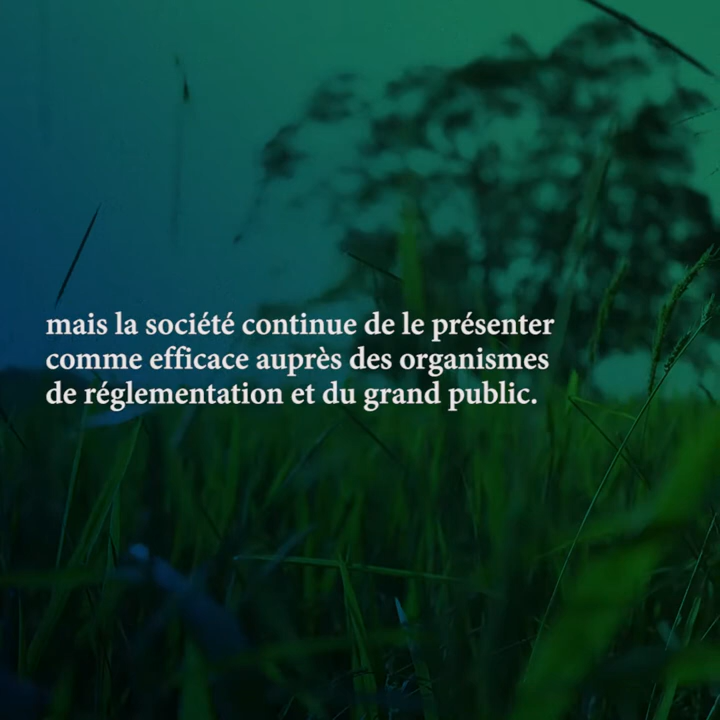 mais la société continue de le présenter
comme efficace auprès des organismes
de réglementation et du grand public.